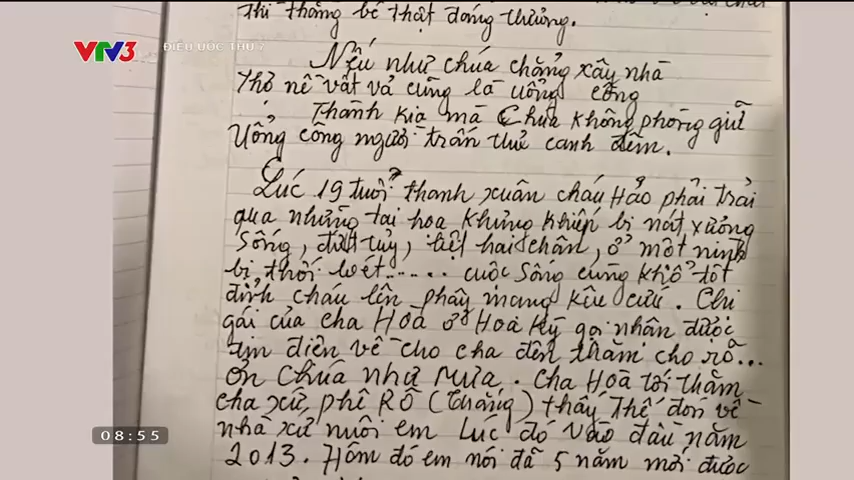 thì thằng bé thật đáng thương.
VTV3 ĐIỀU ƯỚC THỨ 7
Nếu như chúa chẳng xây nhà
Thợ nề vất vả cũng là uổng công
Thành kia mà Chúa không phòng giữ
Uổng công người trấn thủ canh đêm.
Lúc 19 tuổi thanh xuân cháu Hảo phải trải
qua những tai hoạ khủng khiếp bị nát xương
sống, đứt tủy, liệt hai chân, ở một mình
bị thối loét..... cuộc sống cùng khổ tột
đỉnh cháu lên phây mang kêu cứu. Chị
gái của cha Hoà ở Hoa Kỳ gọi nhận được
tin điện về cho cha đến thăm cho rõ...
ơn Chúa như mưa. Cha Hoà tới thăm
cha xứ phê Rô (Thắng) thấy thế đón về
nhà xứ nuôi em Lúc đó vào đầu năm
2013. Hôm đó em nói đã 5 năm mới được
08:55